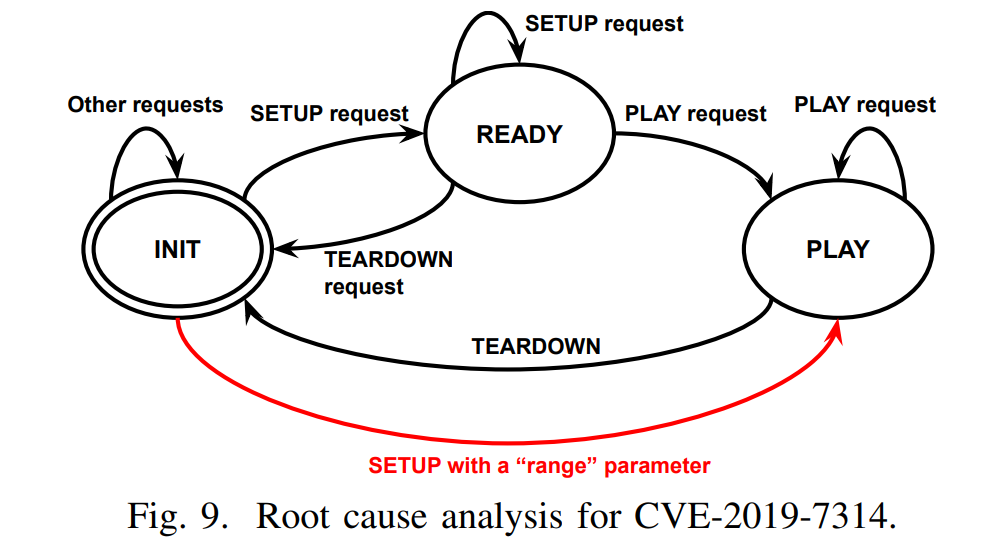 SETUP request
Other requests
SETUP request
PLAY request
PLAY request
READY
INIT
PLAY
TEARDOWN
request
TEARDOWN
SETUP with a “range” parameter
Fig. 9. Root cause analysis for CVE-2019-7314.